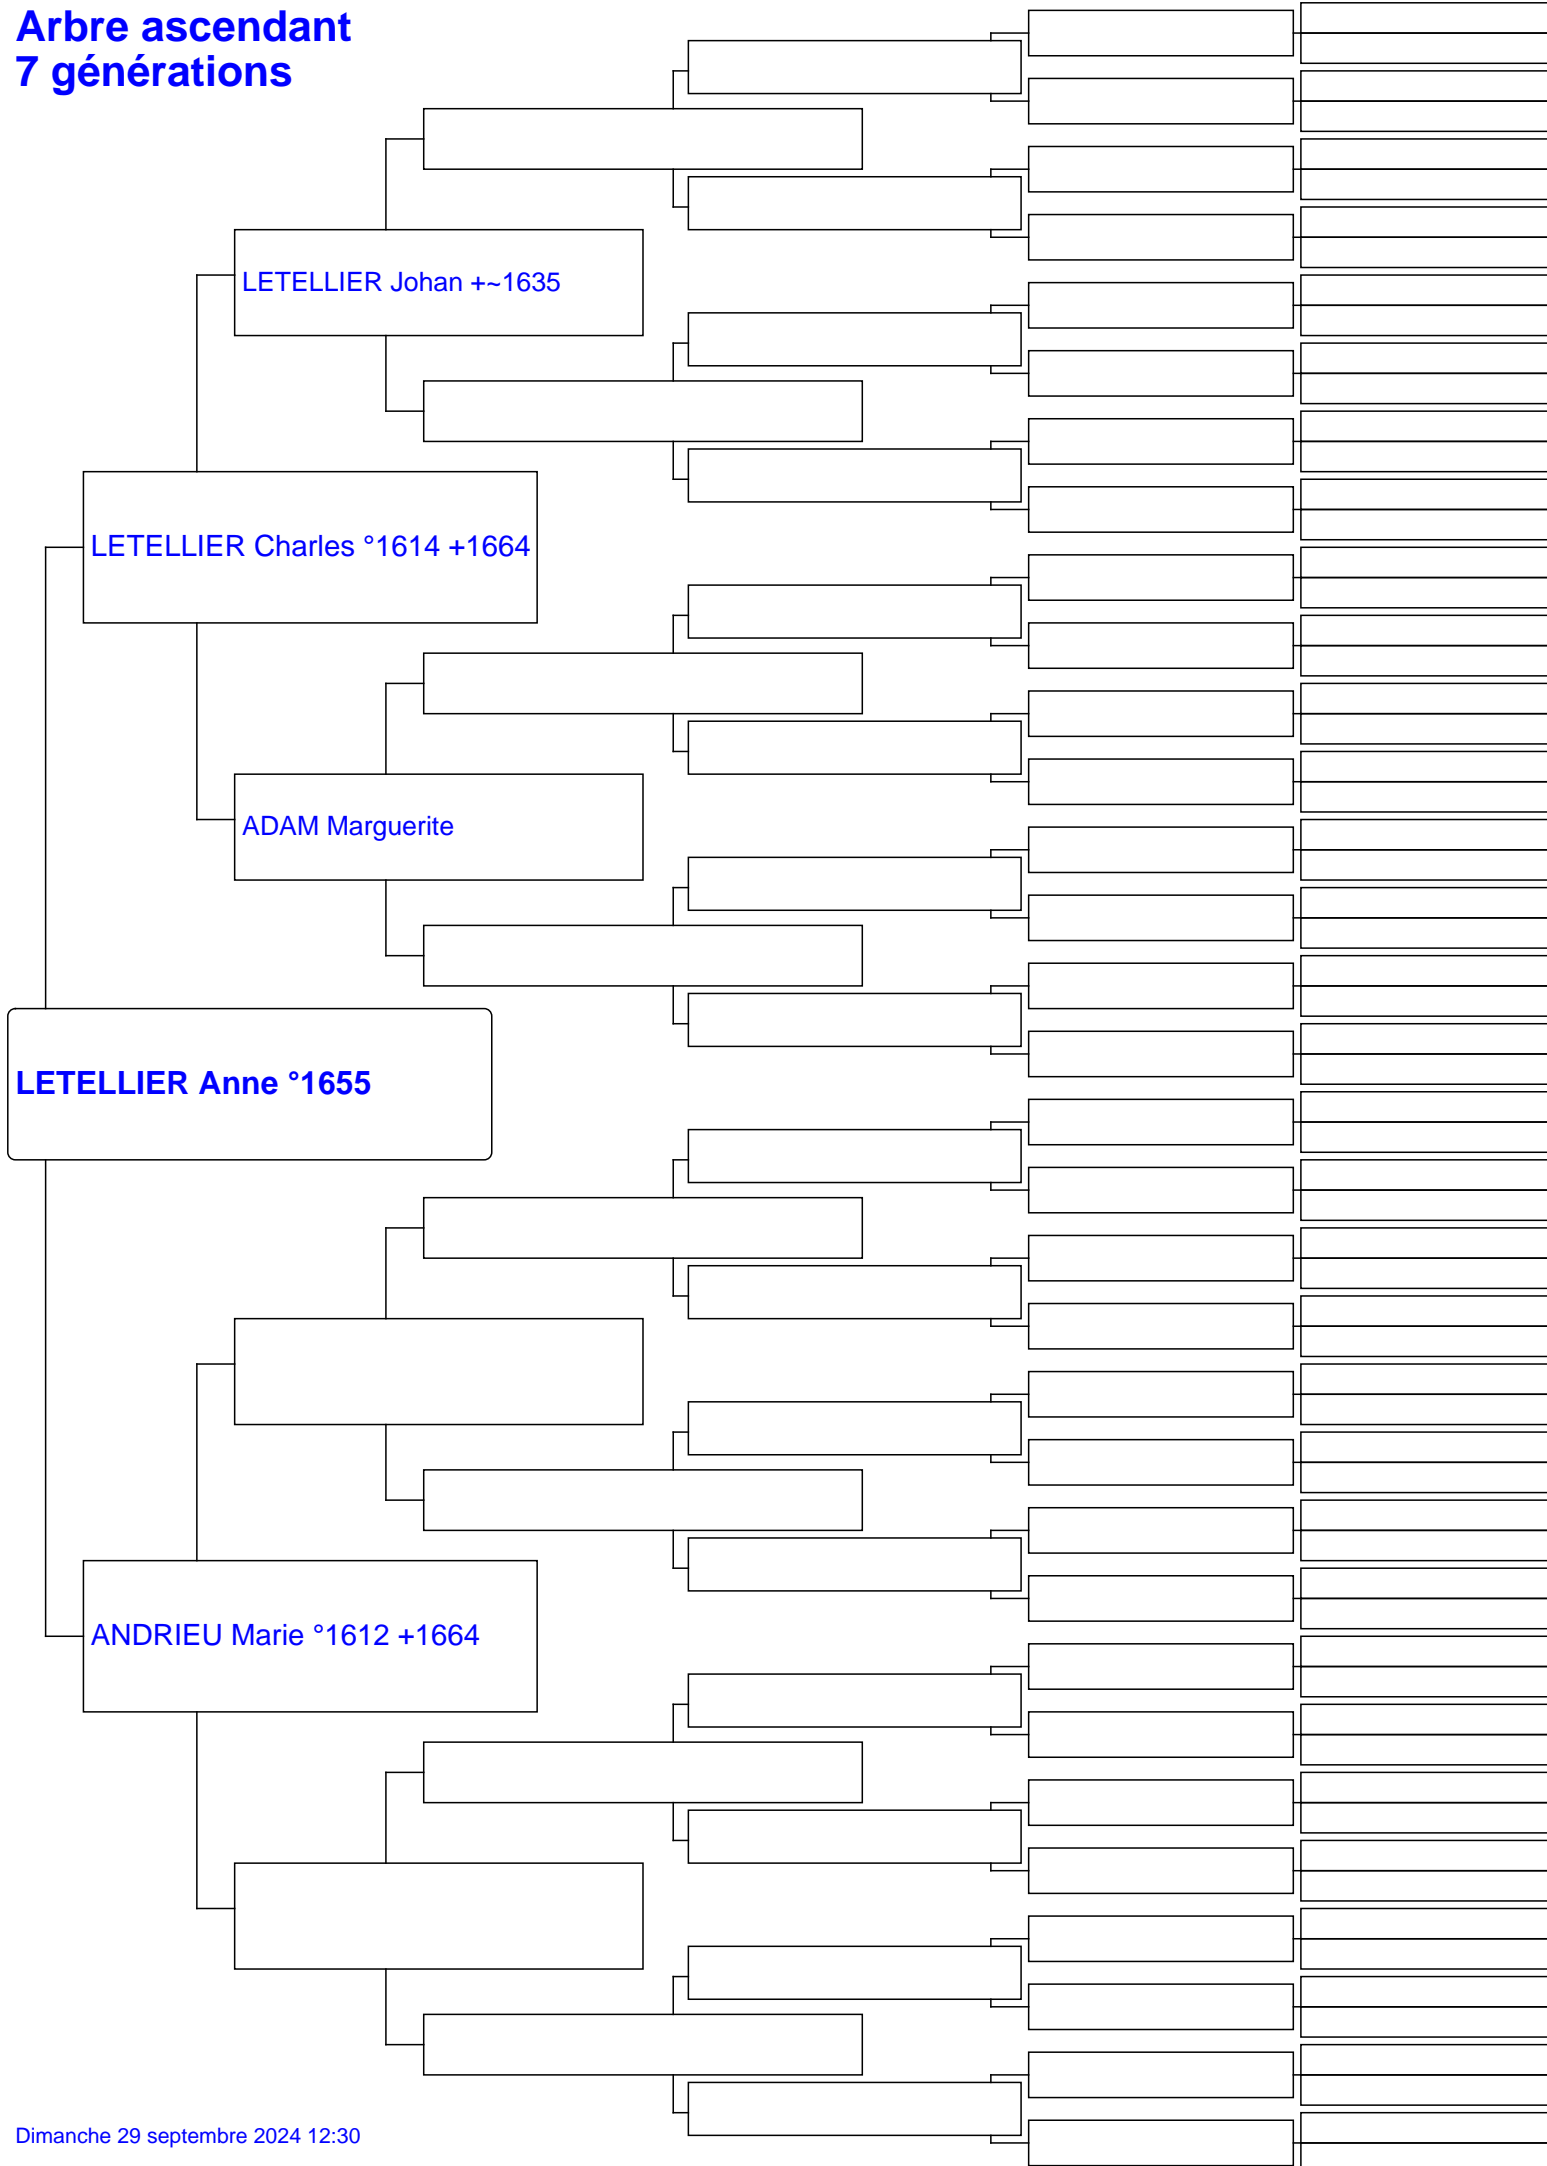 Arbre ascendant
7 générations
LETELLIER Johan +~1635
LETELLIER Charles °1614 +1664
ADAM Marguerite
LETELLIER Anne °1655
ANDRIEU Marie °1612 +1664
Dimanche 29 septembre 2024 12:30